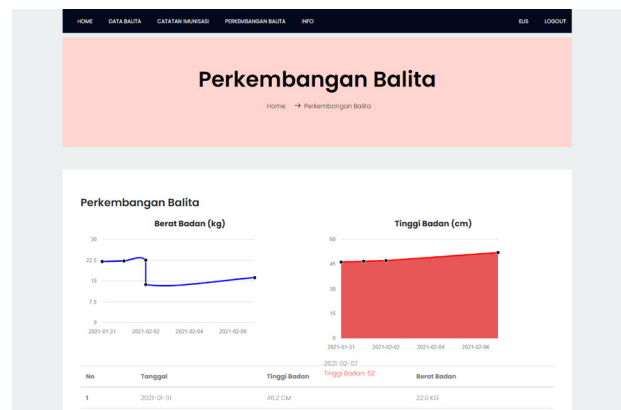 HOME DATA BALITA CATATAN IMUNISASI PERKEMBANGAN BALITA INFO EUS LOGOUT
Perkembangan Balita
Home → Perkembangan Balita
Perkembangan Balita
Berat Badan (kg)
30
22.5
15
7.5
0
2021-01-31 2021-02-02 2021-02-04 2021-02-06
Tinggi Badan (cm)
60
45
30
15
0
2021-01-31 2021-02-02 2021-02-04 2021-02-06
2021-02-07
Tinggi Badan: 52
No Tanggal Tinggi Badan Berat Badan
1 2021-01-31 46.2 CM 22.0 KG